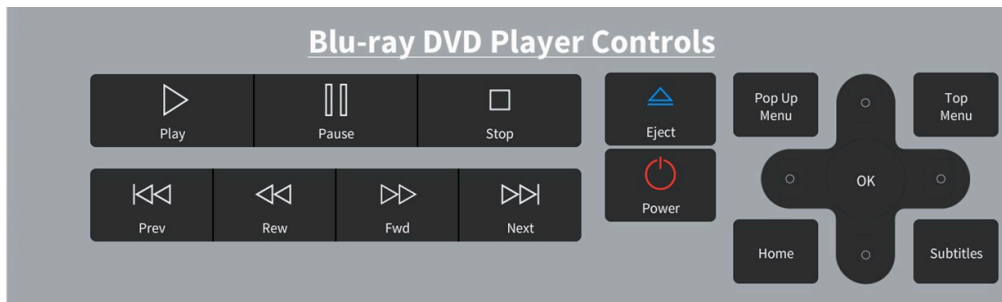 Blu-ray DVD Player Controls
Play
Pause
Stop
Eject
Pop Up
Menu
Top
Menu
Prev
Rew
Fwd
Next
Power
OK
Home
Subtitles